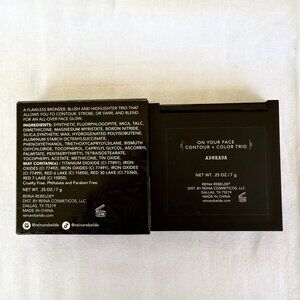 A FLAWLESS BRONZER, BLUSH AND HIGHLIGHTER TRIO THAT
ALLOWS YOU TO CONTOUR, STROBE, OR SWIRL AND BLEND
FOR AN ALL-OVER FACE GLOW.
INGREDIENTS: SYNTHETIC FLUORPHLOGOPITE, MICA, TALC,
DIMETHICONE, MAGNESIUM MYRISTATE, BORON NITRIDE,
SILICA, SYNTHETIC WAX, HYDROGENATED POLYISOBUTENE,
ALUMINUM STARCH OCTENYLSUCCINATE,
PHENOXYETHANOL, TRIETHOXYCAPRYLYLSILANE, BISMUTH
OXYCHLORIDE, TOCOPHEROL, CAPRYLYL GLYCOL, ASCORBYL
PALMITATE, PENTAERYTHRITYL TETRAISOSTEARATE,
TOCOPHERYL ACETATE, METHICONE, TIN OXIDE.
MAY CONTAIN(+/-): TITANIUM DIOXIDE (CI 77891), IRON
OXIDES (CI 77491), IRON OXIDES (CI 77492), IRON OXIDES
(CI 77499), RED 7 LAKE (CI 15850), RED 30 LAKE (CI 73360),
RED 6 LAKE (CI 15850).
Cruelty Free. Phthalate and Paraben Free.
NET WT. .25 OZ/7 g
REINA REBELDE®
DIST. BY REINA COSMETICOS, LLC
DALLAS, TX 75219
MADE IN CHINA
@reinarebelde @reinarebelde
ON YOUR FACE
CONTOUR + COLOR TRIO
ADORADA
NET WT. .25 OZ/7 g
REINA REBELDE®
DIST. BY REINA COSMETICOS, LLC
DALLAS, TX 75219
MADE IN CHINA